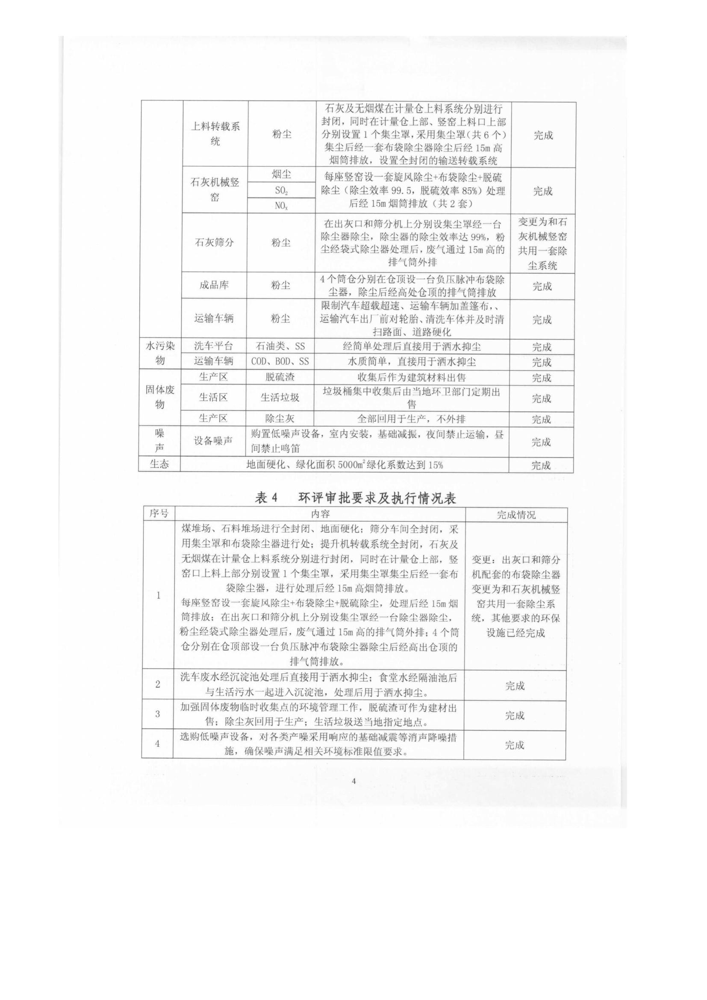 上料转载系
统
粉尘
石灰及无烟煤在计量仓上料系统分别进行
封闭，同时在计量仓上部、竖窑上料口上部
分别设置 1 个集尘罩，采用集尘罩（共 6 个）
集尘后经一套布袋除尘器除尘后经 15m 高
烟筒排放，设置全封闭的输送转载系统
完成
石灰机械竖
窑
烟尘
SO₂
NOₓ
每座竖窑设一套旋风除尘+布袋除尘+脱硫
除尘（除尘效率 99.5，脱硫效率 85%）处理
后经 15m 烟筒排放（共 2 套）
完成
石灰筛分
粉尘
在出灰口和筛分机上分别设集尘罩经一台
除尘器除尘，除尘器的除尘效率达 99%，粉
尘经袋式除尘器处理后，废气通过 15m 高的
排气筒外排
变更为和石
灰机械竖窑
共用一套除
尘系统
成品库
粉尘
4 个筒仓分别在仓顶设一台负压脉冲布袋除
尘器，除尘后经高处仓顶的排气筒排放
完成
运输车辆
粉尘
限制汽车超载超速、运输车辆加盖篷布，、
运输汽车出厂前对轮胎、清洗车体并及时清
扫路面、道路硬化
完成
水污染
物
洗车平台
石油类、SS
经简单处理后直接用于洒水抑尘
完成
运输车辆
COD、BOD、SS
水质简单，直接用于洒水抑尘
完成
固体废
物
生产区
脱硫渣
收集后作为建筑材料出售
完成
生活区
生活垃圾
垃圾桶集中收集后由当地环卫部门定期出
售
完成
生产区
除尘灰
全部回用于生产，不外排
完成
噪
声
设备噪声
购置低噪声设备，室内安装，基础减振，夜间禁止运输，昼
间禁止鸣笛
完成
生态
地面硬化、绿化面积 5000㎡绿化系数达到 15%
完成
表 4 环评审批要求及执行情况表
序号
内容
完成情况
1
煤堆场、石料堆场进行全封闭、地面硬化；筛分车间全封闭，采
用集尘罩和布袋除尘器进行处；提升机转载系统全封闭，石灰及
无烟煤在计量仓上料系统分别进行封闭，同时在计量仓上部，竖
窑口上料上部分别设置 1 个集尘罩，采用集尘罩集尘后经一套布
袋除尘器，进行处理后经 15m 高烟筒排放。
每座竖窑设一套旋风除尘+布袋除尘+脱硫除尘，处理后经 15m 烟
筒排放；在出灰口和筛分机上分别设集尘罩经一台除尘器除尘，
粉尘经袋式除尘器处理后，废气通过 15m 高的排气筒外排；4 个筒
仓分别在仓顶部设一台负压脉冲布袋除尘器除尘后经高出仓顶的
排气筒排放。
变更：出灰口和筛分
机配套的布袋除尘器
变更为和石灰机械竖
窑共用一套除尘系
统，其他要求的环保
设施已经完成
2
洗车废水经沉淀池处理后直接用于洒水抑尘；食堂水经隔油池后
与生活污水一起进入沉淀池，处理后用于洒水抑尘。
完成
3
加强固体废物临时收集点的环境管理工作，脱硫渣可作为建材出
售；除尘灰回用于生产；生活垃圾送当地指定地点。
完成
4
选购低噪声设备，对各类产噪采用响应的基础减震等消声降噪措
施，确保噪声满足相关环境标准限值要求。
完成
4